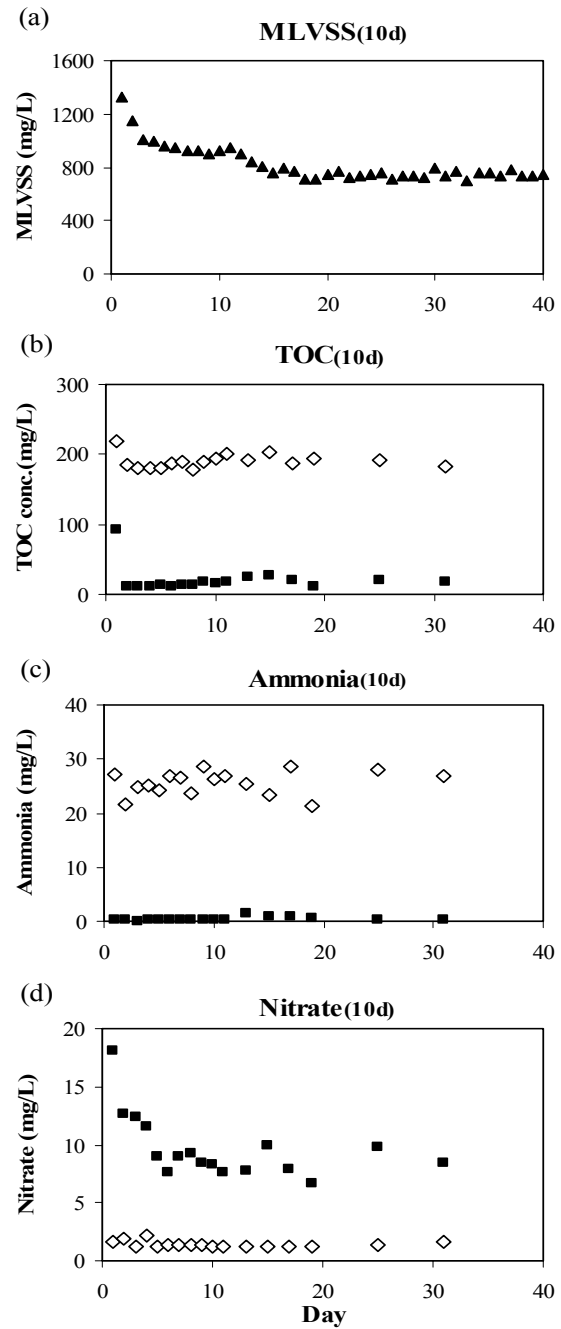 (a)
MLVSS(10d)
MLVSS (mg/L)
1600
1200
800
400
0
0 10 20 30 40
(b)
TOC(10d)
TOC conc.(mg/L)
300
200
100
0
0 10 20 30 40
(c)
Ammonia(10d)
Ammonia (mg/L)
40
30
20
10
0
0 10 20 30 40
(d)
Nitrate(10d)
Nitrate (mg/L)
20
15
10
5
0
0 10 20 30 40
Day